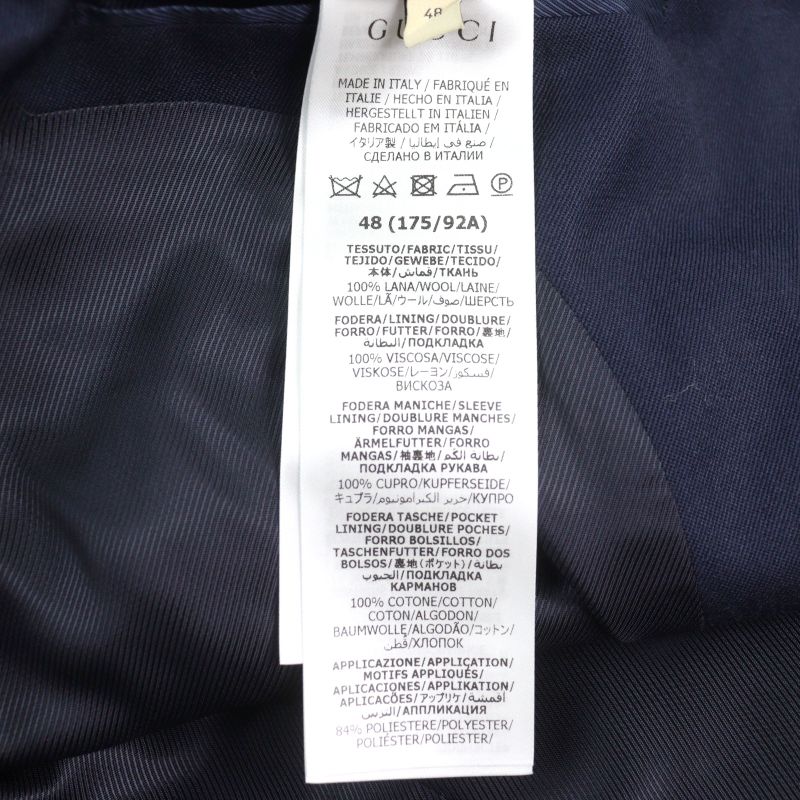 48
GUCCI
MADE IN ITALY / FABRIQUÉ EN
ITALIE / HECHO EN ITALIA /
HERGESTELLT IN ITALIEN /
FABRICADO EM ITÁLIA /
イタリア製 / صنع في إيطاليا /
СДЕЛАНО В ИТАЛИИ
P
48 (175/92A)
TESSUTO/FABRIC/TISSU/
TEJIDO/GEWEBE/TECIDO/
本体/قماش/ТКАНЬ
100% LANA/WOOL/LAINE/
WOLLE/LÃ/ウール/صوف/ШЕРСТЬ
FODERA/LINING/DOUBLURE/
FORRO/FUTTER/FORRO/裏地/
البطانة/ПОДКЛАДКА
100% VISCOSA/VISCOSE/
VISKOSE/レーヨン/فسكوز/
ВИСКОЗА
FODERA MANICHE/SLEEVE
LINING/DOUBLURE MANCHES/
FORRO MANGAS/
ÄRMELFUTTER/FORRO
MANGAS/袖裏地/بطانة الكم/
ПОДКЛАДКА РУКАВА
100% CUPRO/KUPFERSEIDE/
キュプラ/حرير الكبرامونيوم/КУПРО
FODERA TASCHE/POCKET
LINING/DOUBLURE POCHES/
FORRO BOLSILLOS/
TASCHENFUTTER/FORRO DOS
BOLSOS/裏地(ポケット)/بطانة
الجيوب/ПОДКЛАДКА
КАРМАНОВ
100% COTONE/COTTON/
COTON/ALGODON/
BAUMWOLLE/ALGODÃO/コットン/
قطن/ХЛОПОК
APPLICAZIONE/APPLICATION/
MOTIFS APPLIQUÉS/
APLICACIONES/APPLIKATION/
APLICACÕES/アップリケ/أقمشة
التزيين/АППЛИКАЦИЯ
84% POLIESTERE/POLYESTER/
POLIÉSTER/POLYESTER/